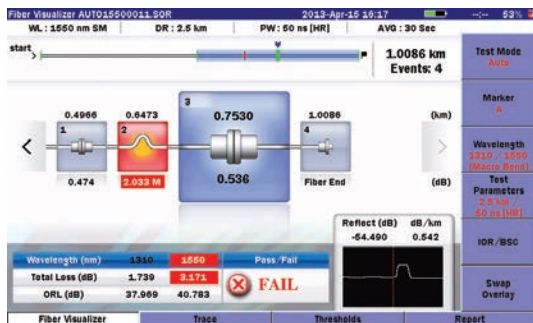 Fiber Visualizer AUTO15500011.SOR 2013-Apr-15 16:17 --:-- 53%
WL : 1550 nm SM DR : 2.5 km PW : 50 ns [HR] AVG : 30 Sec
start
1.0086 km
Events: 4
0.4966 0.6473 3 0.7530 1.0086 (km)
1 2 4
0.474 2.033 M 0.536 Fiber End (dB)
Reflect (dB) dB/km
-54.490 0.542
Wavelength (nm) 1310 1550 Pass/Fail
Total Loss (dB) 1.739 3.171 FAIL
ORL (dB) 37.969 40.783
Fiber Visualizer Trace Thresholds Report
Test Mode
Auto
Marker
A
Wavelength
1310 / 1550
(Macro Bend)
Test
Parameters
2.5 km /
50 ns [HR]
IOR/BSC
Swap
Overlay